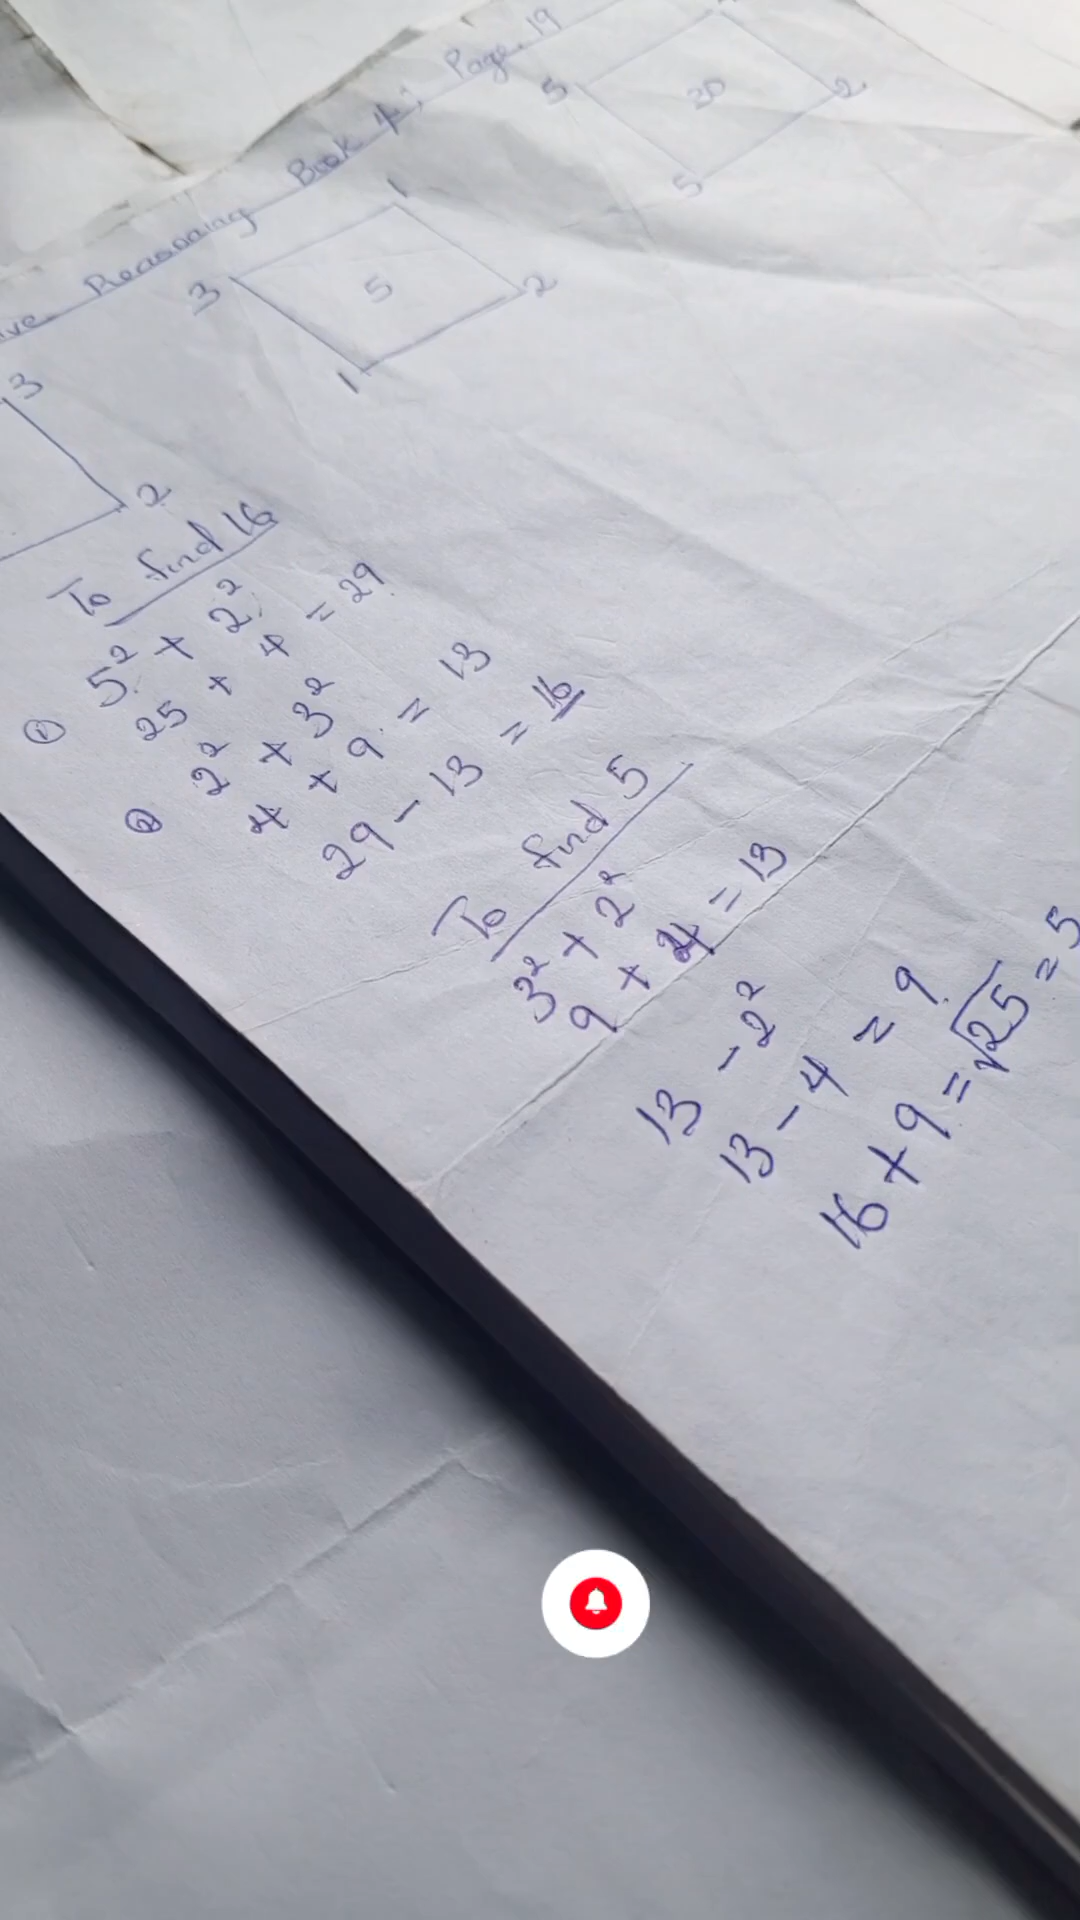 Reasoning Book 4; Page. 19
5
30
2
5
1
3
5
2
1
3
2
To find 16
① 5² + 2²
25 + 4 = 29
② 2² + 3²
4 + 9 = 13
29 - 13 = 16
To find 5
3² + 2²
9 + 4 = 13
13 - 2²
13 - 4 = 9
16 + 9 = √25 = 5